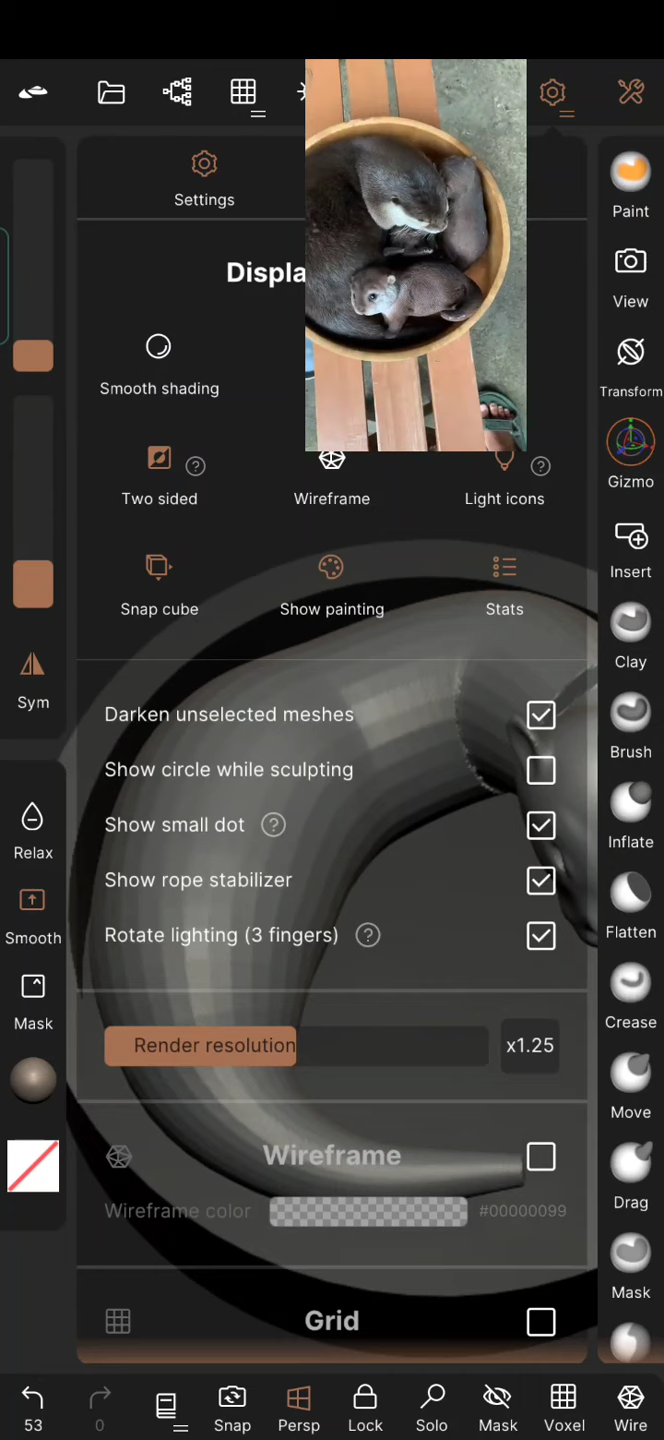 Settings
Displa
Smooth shading
Two sided
?
Wireframe
Light icons
?
Snap cube
Show painting
Stats
Darken unselected meshes
Show circle while sculpting
Show small dot ?
Show rope stabilizer
Rotate lighting (3 fingers) ?
Render resolution x1.25
Wireframe
Wireframe color #00000099
Grid
Sym
Relax
Smooth
Mask
Paint
View
Transform
Gizmo
Insert
Clay
Brush
Inflate
Flatten
Crease
Move
Drag
Mask
53
0
Snap
Persp
Lock
Solo
Mask
Voxel
Wire